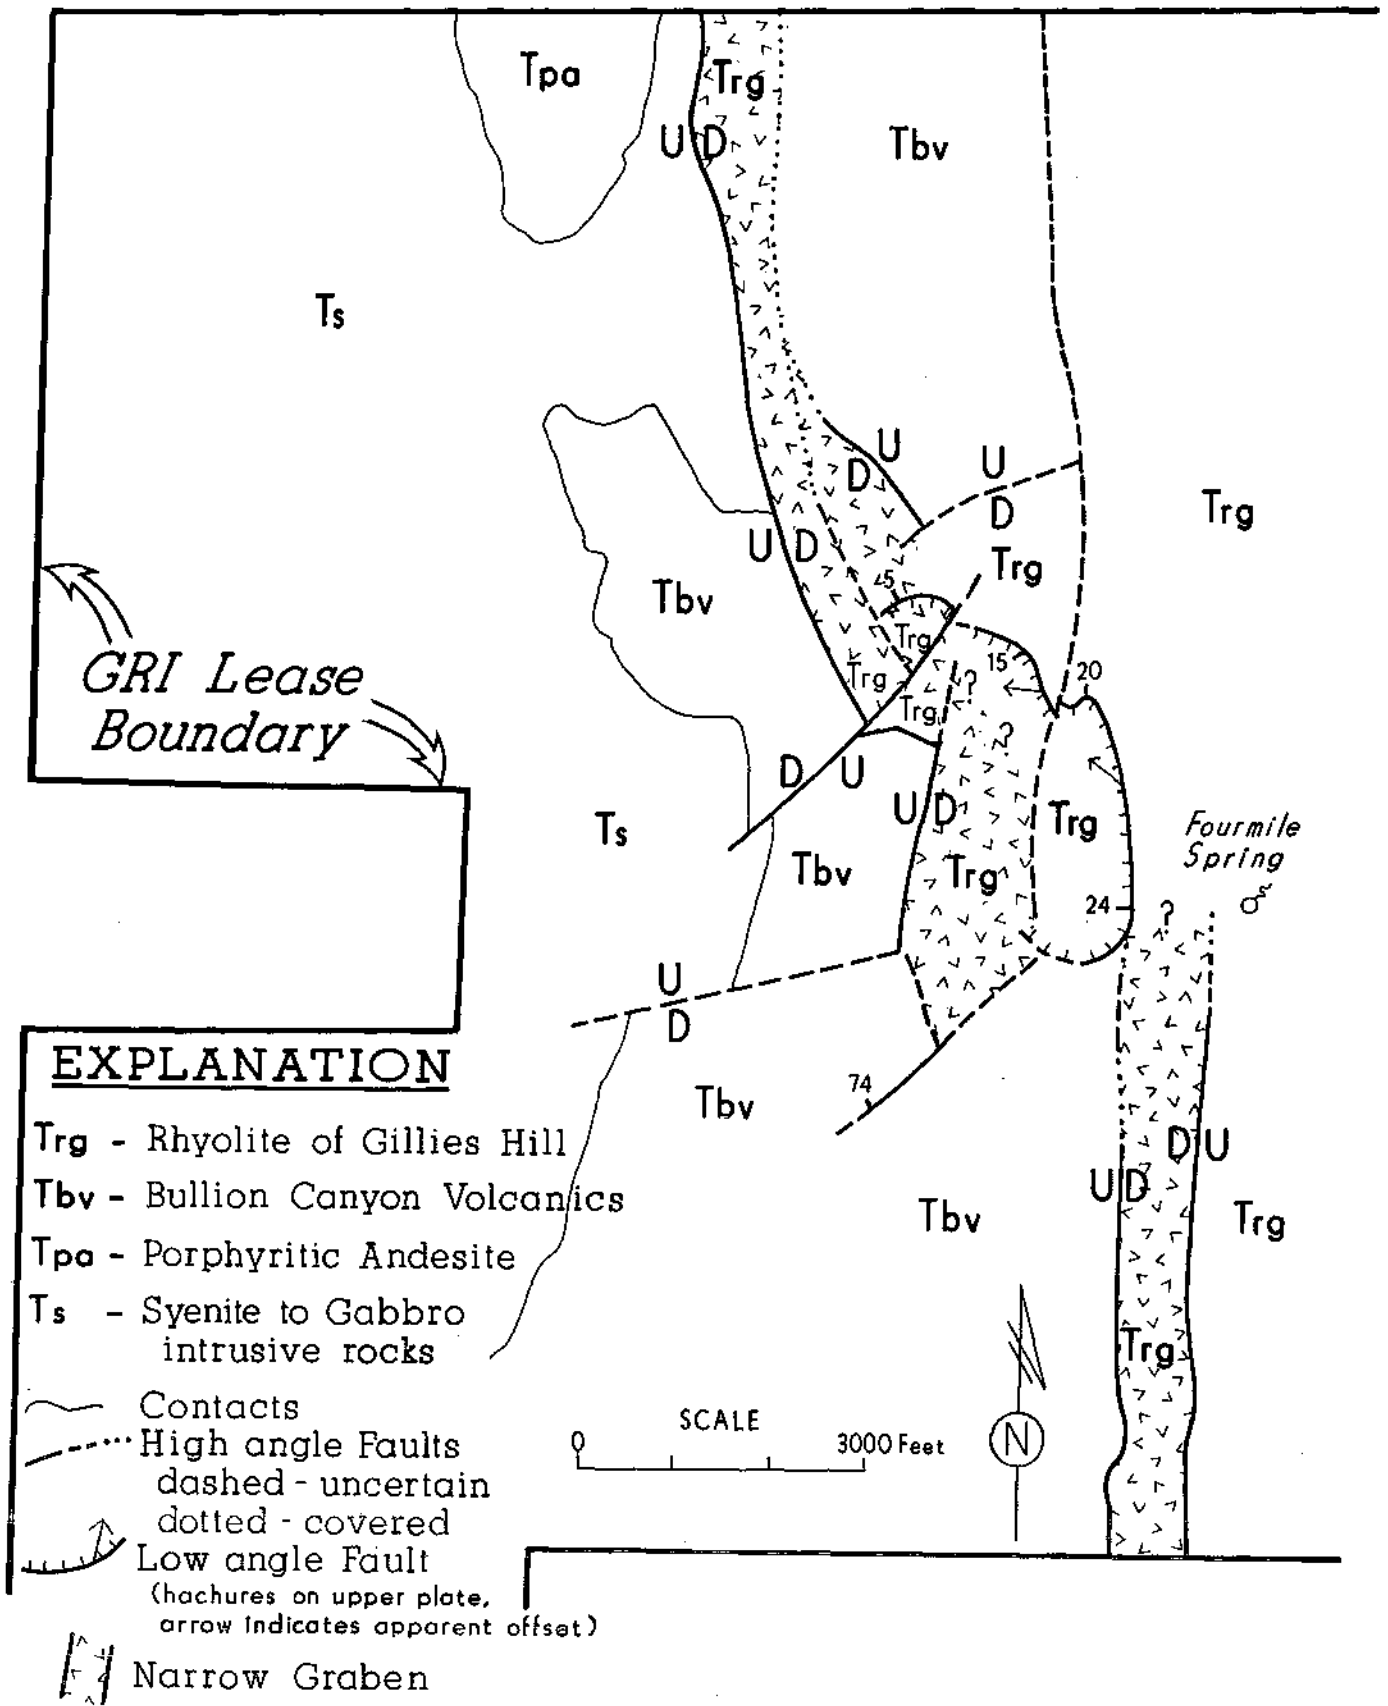 Tpa
Trg
U D
Tbv
Ts
U
D
U
D
Trg
U D
Trg
5
Tbv
Trg
15
20
Trg
?
Trg
?
GRI Lease
Boundary
D U
U D
Trg
Fourmile
Spring
Ts
Tbv
Trg
24
?
U
D
EXPLANATION
74
Tbv
Trg - Rhyolite of Gillies Hill
D U
Tbv - Bullion Canyon Volcanics
U D
Tbv
Trg
Tpa - Porphyritic Andesite
Ts - Syenite to Gabbro
intrusive rocks
Trg
Contacts
SCALE
0
3000 Feet
N
High angle Faults
dashed - uncertain
dotted - covered
Low angle Fault
(hachures on upper plate,
arrow indicates apparent offset)
Narrow Graben